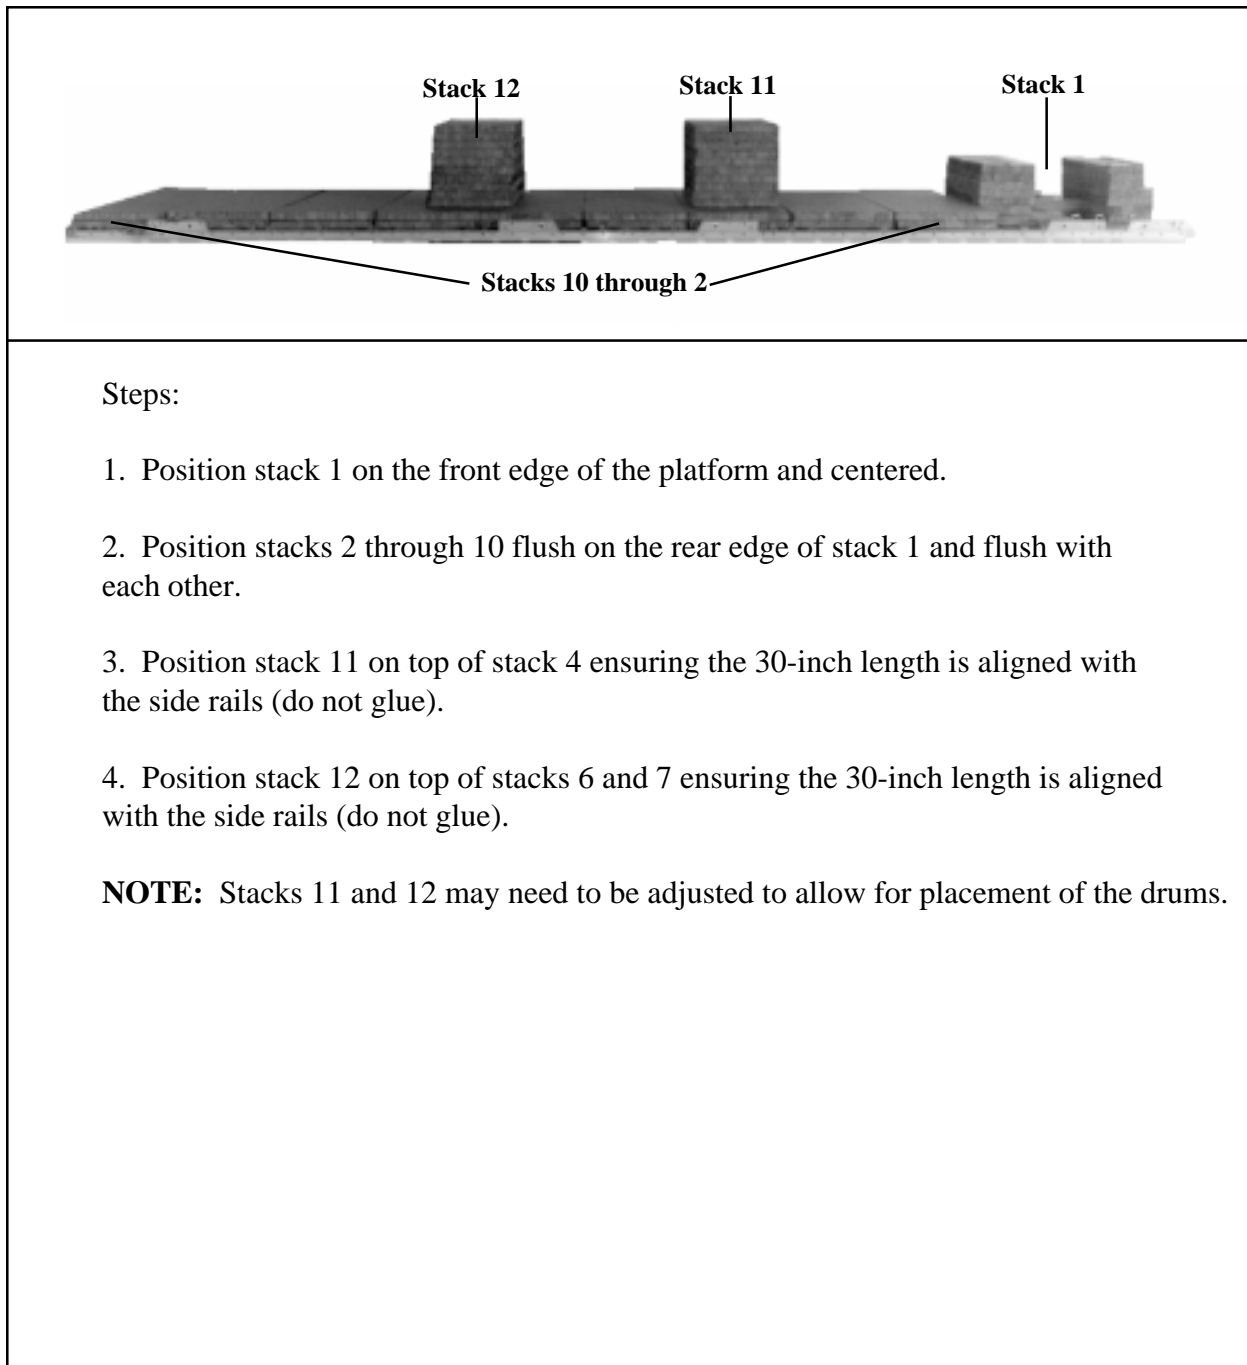 Stack 12 Stack 11 Stack 1
Stacks 10 through 2
Steps:
1. Position stack 1 on the front edge of the platform and centered.
2. Position stacks 2 through 10 flush on the rear edge of stack 1 and flush with
each other.
3. Position stack 11 on top of stack 4 ensuring the 30-inch length is aligned with
the side rails (do not glue).
4. Position stack 12 on top of stacks 6 and 7 ensuring the 30-inch length is aligned
with the side rails (do not glue).
NOTE: Stacks 11 and 12 may need to be adjusted to allow for placement of the drums.